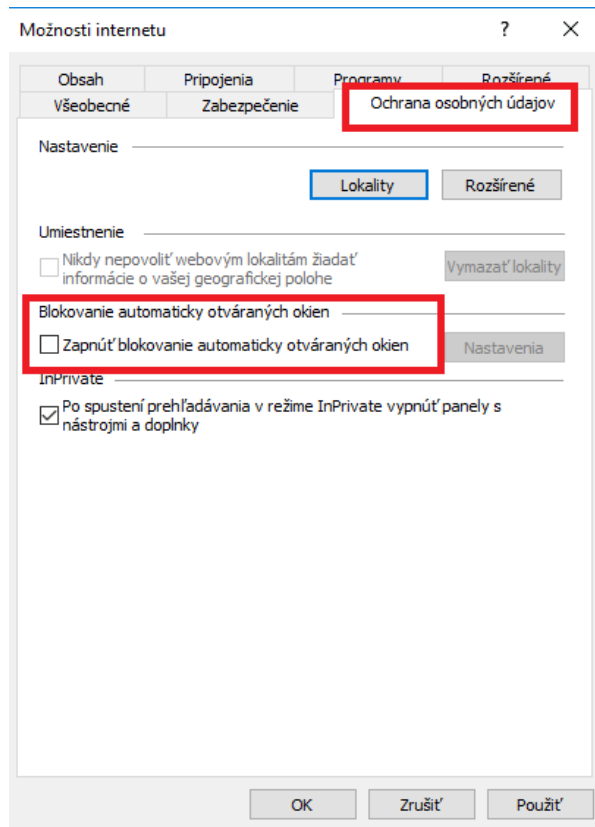 Možnosti internetu ?
Obsah Pripojenia Programy Rozšírené
Všeobecné Zabezpečenie Ochrana osobných údajov
Nastavenie
Lokality Rozšírené
Umiestnenie
Nikdy nepovoliť webovým lokalitám žiadať
informácie o vašej geografickej polohe
Vymazať lokality
Blokovanie automaticky otváraných okien
Zapnúť blokovanie automaticky otváraných okien Nastavenia
InPrivate
Po spustení prehľadávania v režime InPrivate vypnúť panely s
nástrojmi a doplnky
OK Zrušiť Použiť